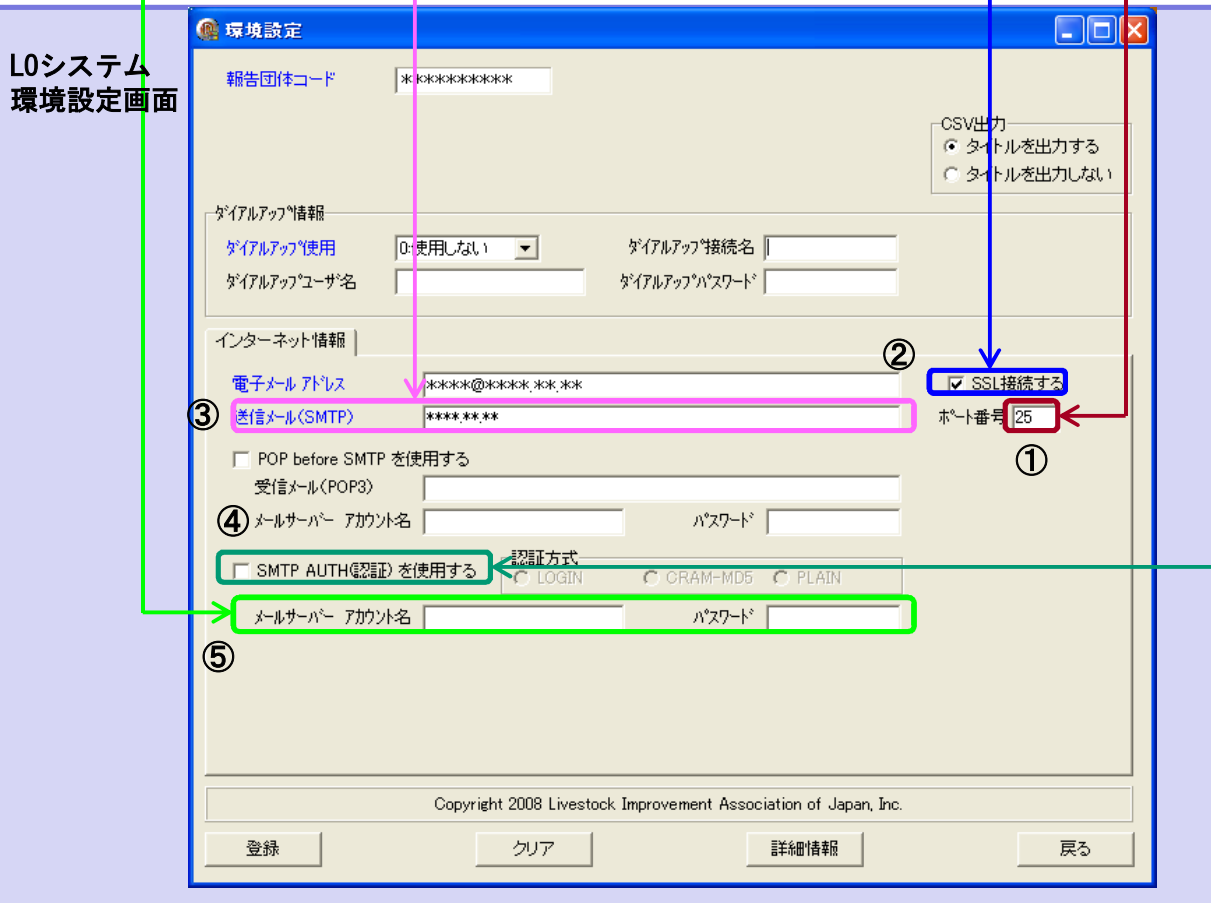 環境設定
LOシステム
環境設定画面
報告団体コード **********
CSV出力
タイトルを出力する
タイトルを出力しない
ダイアルアップ情報
ダイアルアップ使用 0:使用しない ダイアルアップ接続名
ダイアルアップユーザ名 ダイアルアップパスワード
インターネット情報
②
電子メール アドレス ****@****.**.** SSL接続する
③ 送信メール(SMTP) ****.**.** ポート番号 25
①
POP before SMTP を使用する
受信メール(POP3)
④ メールサーバー アカウント名 パスワード
SMTP AUTH(認証) を使用する 認証方式
LOGIN CRAM-MD5 PLAIN
メールサーバー アカウント名 パスワード
⑤
Copyright 2008 Livestock Improvement Association of Japan, Inc.
登録 クリア 詳細情報 戻る